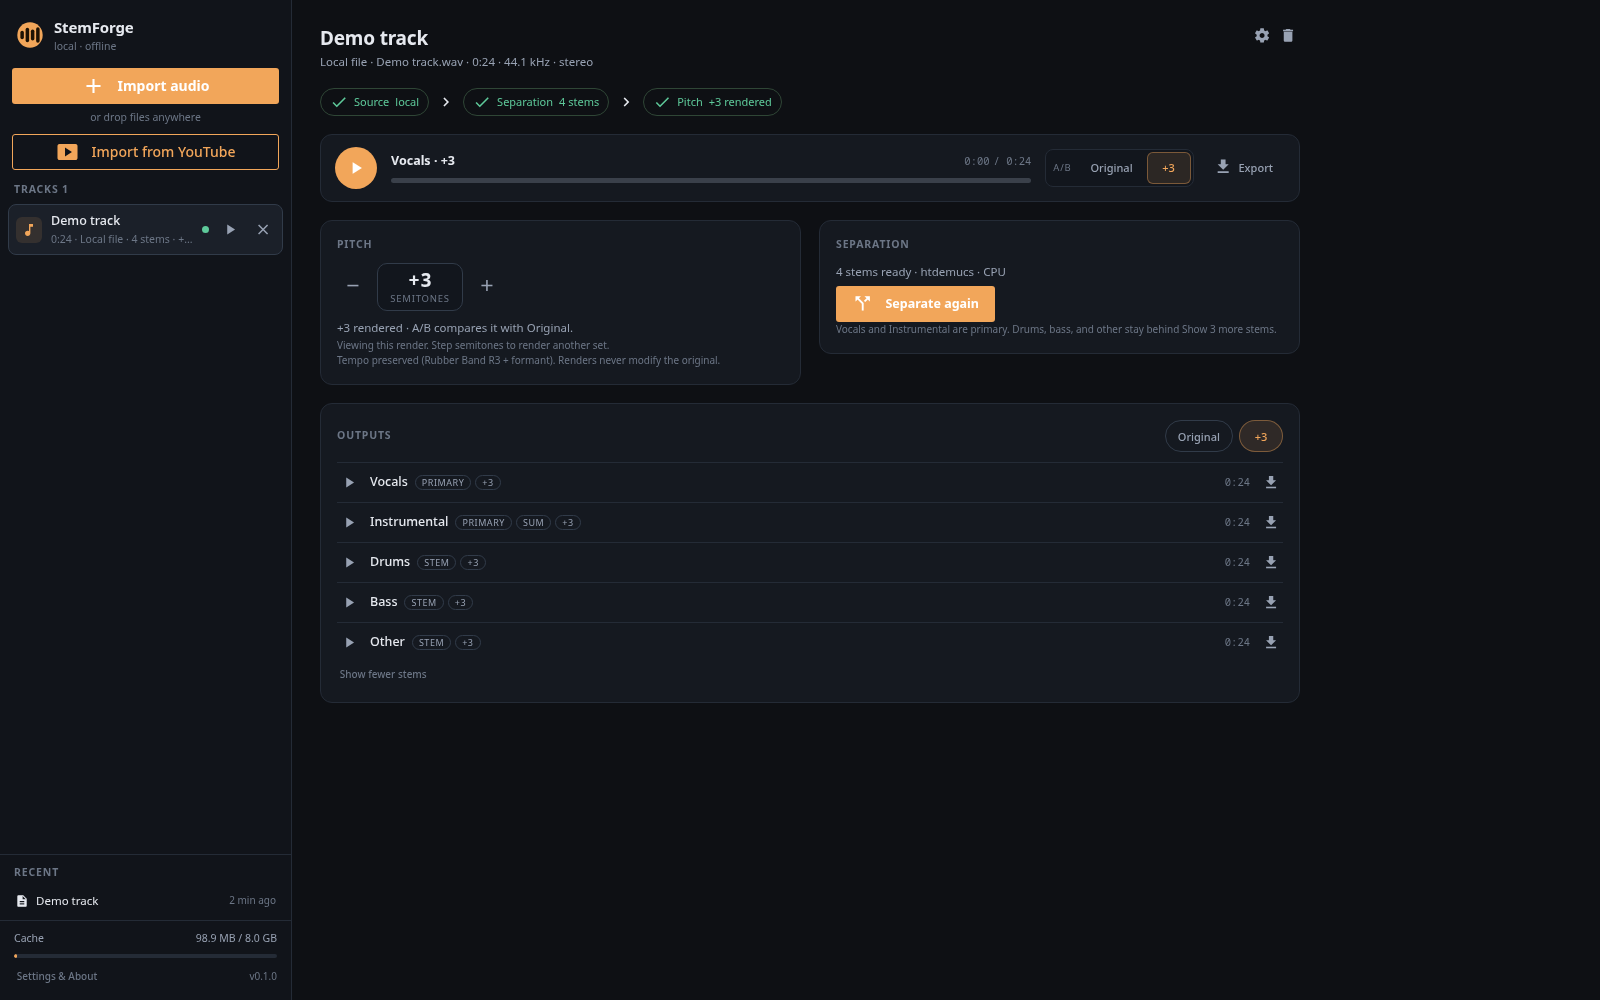 StemForge
local · offline
Import audio
or drop files anywhere
Import from YouTube
TRACKS 1
Demo track
0:24 · Local file · 4 stems · +...
RECENT
Demo track 2 min ago
Cache 98.9 MB / 8.0 GB
Settings & About v0.1.0
Demo track
Local file · Demo track.wav · 0:24 · 44.1 kHz · stereo
Source local
Separation 4 stems
Pitch +3 rendered
Vocals · +3 0:00 / 0:24
A/B Original +3
Export
PITCH
+3
SEMITONES
+3 rendered · A/B compares it with Original.
Viewing this render. Step semitones to render another set.
Tempo preserved (Rubber Band R3 + formant). Renders never modify the original.
SEPARATION
4 stems ready · htdemucs · CPU
Separate again
Vocals and Instrumental are primary. Drums, bass, and other stay behind Show 3 more stems.
OUTPUTS Original +3
Vocals PRIMARY +3 0:24
Instrumental PRIMARY SUM +3 0:24
Drums STEM +3 0:24
Bass STEM +3 0:24
Other STEM +3 0:24
Show fewer stems